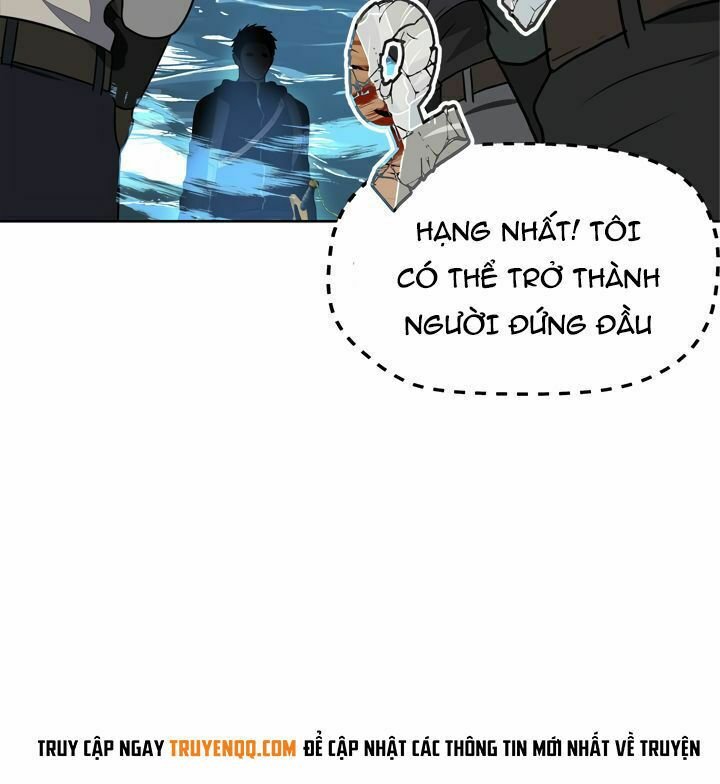 HẠNG NHẤT! TÔI
CÓ THỂ TRỞ THÀNH
NGƯỜI ĐỨNG ĐẦU
TRUY CẬP NGAY TRUYENQQ.COM ĐỂ CẬP NHẬT CÁC THÔNG TIN MỚI NHẤT VỀ TRUYỆN